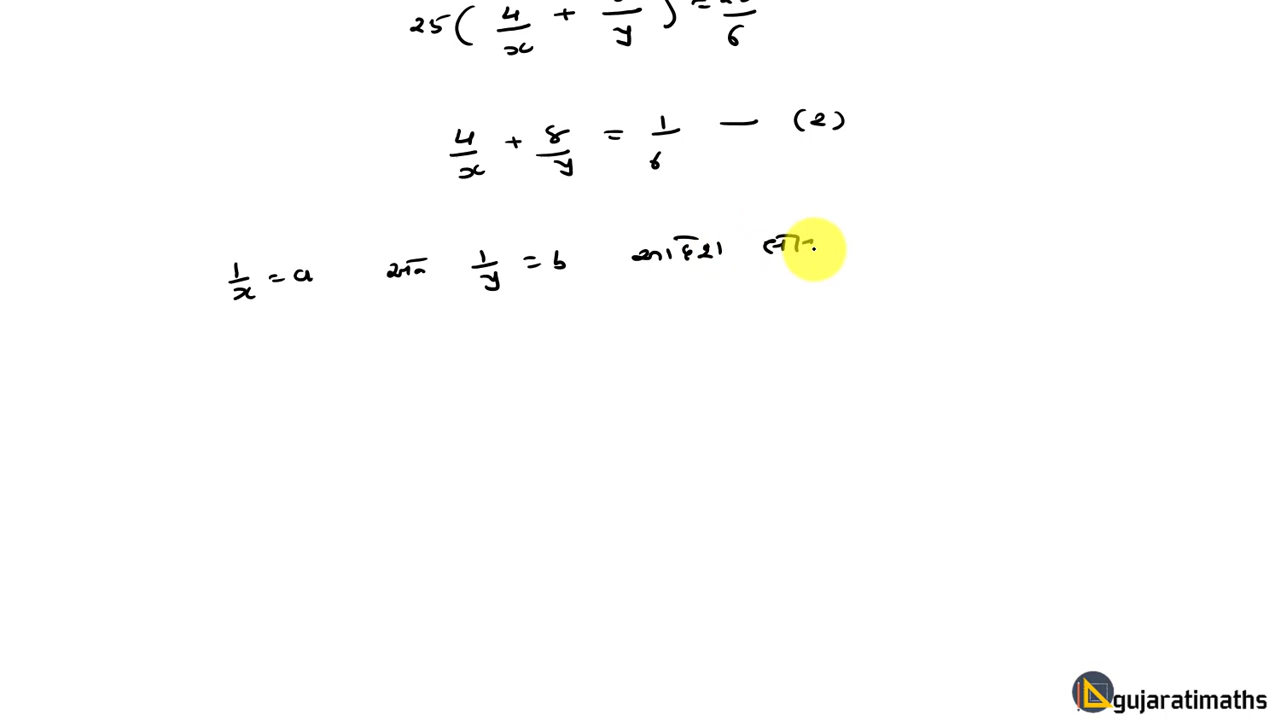 25 ( 4/x + /y ) = /6
4/x + 8/y = 1/6 — (2)
1/x = a અને 1/y = b
gujaratimaths